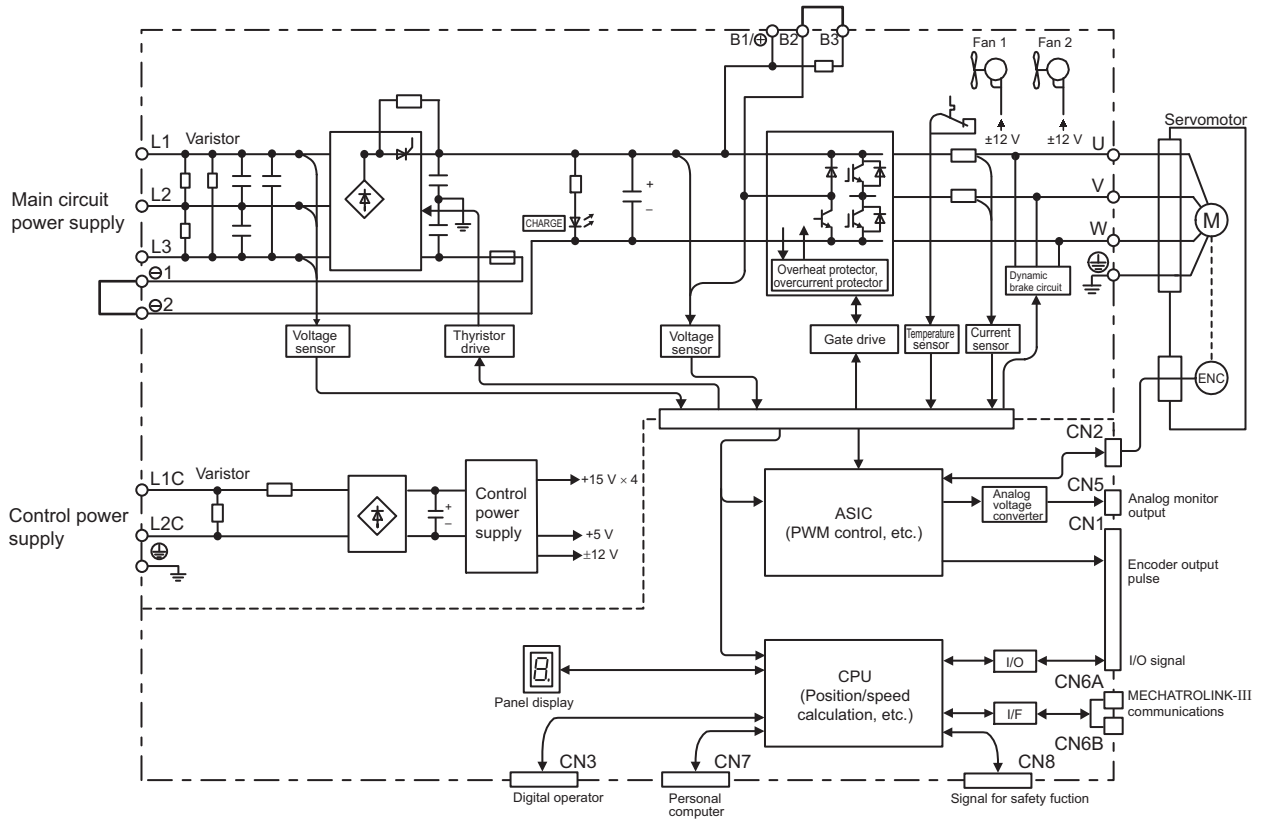 B1/⊕ B2 B3
Fan 1 Fan 2
±12 V ±12 V
Servomotor
L1 Varistor
U
Main circuit
power supply
L2
V
+
–
CHARGE
W
M
L3
⊖1
⊖2
Overheat protector,
overcurrent protector
Dynamic
brake circuit
Voltage
sensor
Thyristor
drive
Voltage
sensor
Gate drive
Temperature
sensor
Current
sensor
ENC
CN2
L1C Varistor
Control power
supply
L2C
+
–
Control
power
supply
+15 V × 4
+5 V
±12 V
ASIC
(PWM control, etc.)
Analog
voltage
converter
CN5
Analog monitor
output
CN1
Encoder output
pulse
8.
Panel display
CPU
(Position/speed
calculation, etc.)
I/O
I/O signal
CN6A
I/F
MECHATROLINK-III
communications
CN6B
CN3
Digital operator
CN7
Personal
computer
CN8
Signal for safety fuction